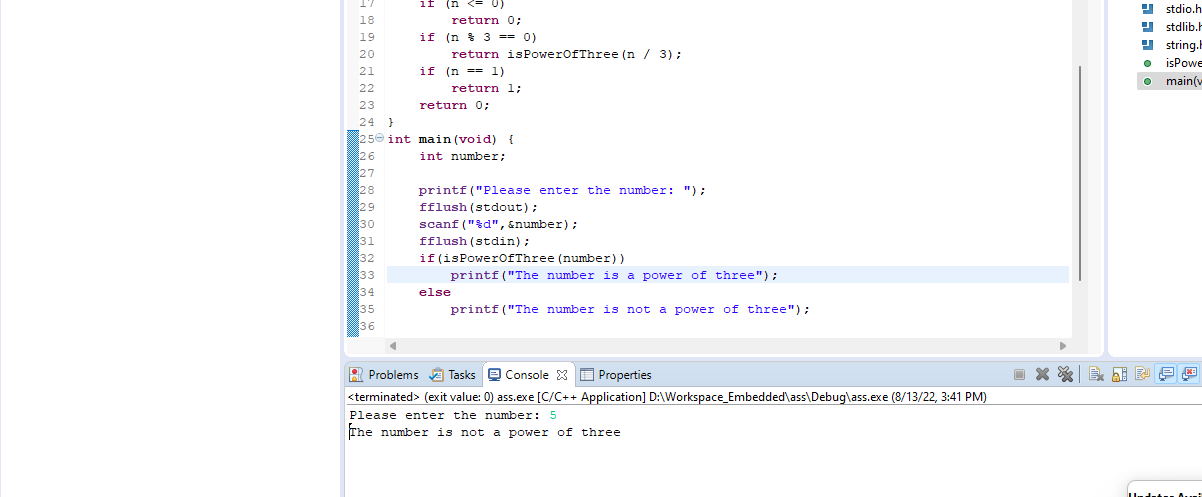 17 if (n <= 0)
18 return 0;
19 if (n % 3 == 0)
20 return isPowerOfThree(n / 3);
21 if (n == 1)
22 return 1;
23 return 0;
24 }
25 int main(void) {
26 int number;
27
28 printf("Please enter the number: ");
29 fflush(stdout);
30 scanf("%d",&number);
31 fflush(stdin);
32 if(isPowerOfThree(number))
33 printf("The number is a power of three");
34 else
35 printf("The number is not a power of three");
36
stdio.h
stdlib.h
string.h
isPowe
main(v
Problems Tasks Console Properties
<terminated> (exit value: 0) ass.exe [C/C++ Application] D:\Workspace_Embedded\ass\Debug\ass.exe (8/13/22, 3:41 PM)
Please enter the number: 5
The number is not a power of three